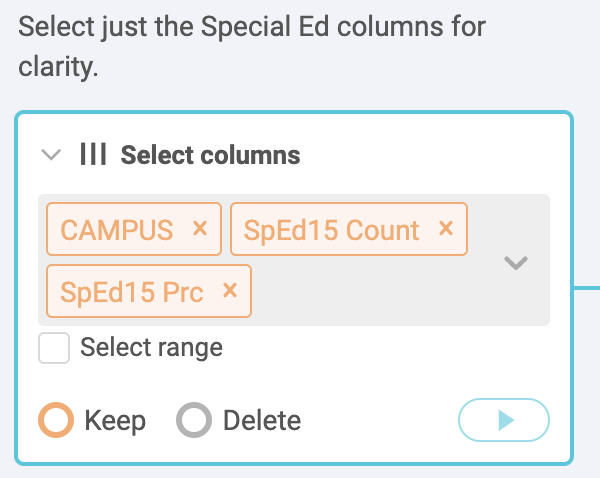 Select just the Special Ed columns for
clarity.
Select columns
CAMPUS × SpEd15 Count ×
SpEd15 Prc ×
Select range
Keep Delete